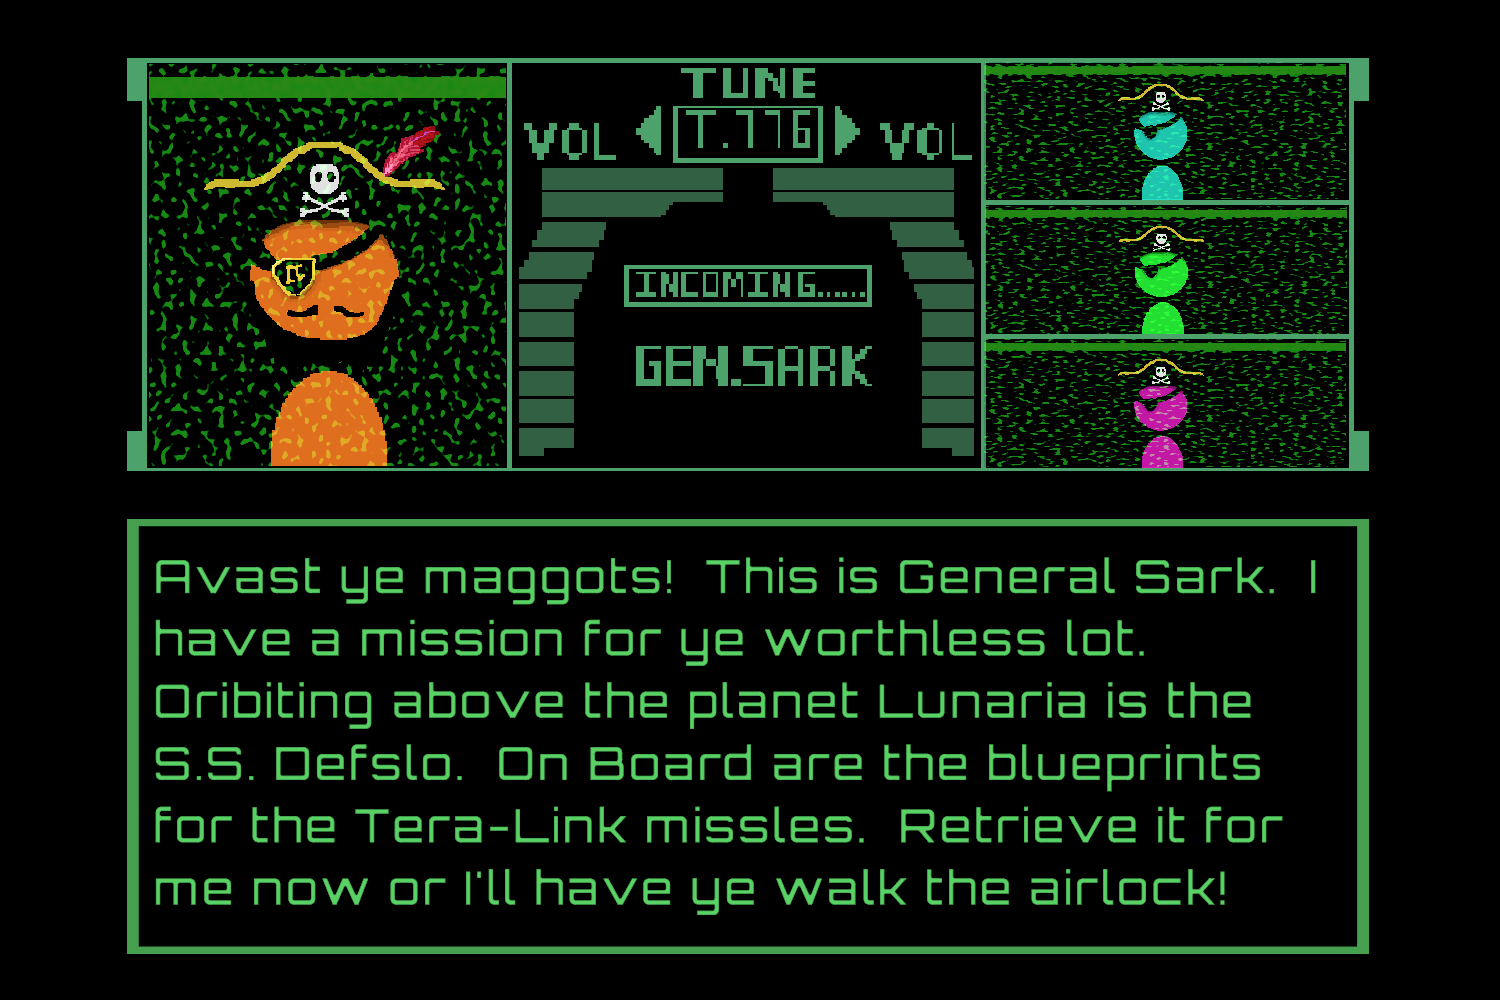 TUNE
VOL T.776 VOL
INCOMING......
GEN.SARK
Avast ye maggots!  This is General Sark.  I
have a mission for ye worthless lot.
Oribiting above the planet Lunaria is the
S.S. Defslo.  On Board are the blueprints
for the Tera-Link missles.  Retrieve it for
me now or I'll have ye walk the airlock!